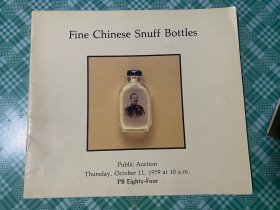 Fine Chinese Snuff Bottles
Public Auction
Thursday, October 11, 1979 at 10 a.m.
PB Eighty-Four